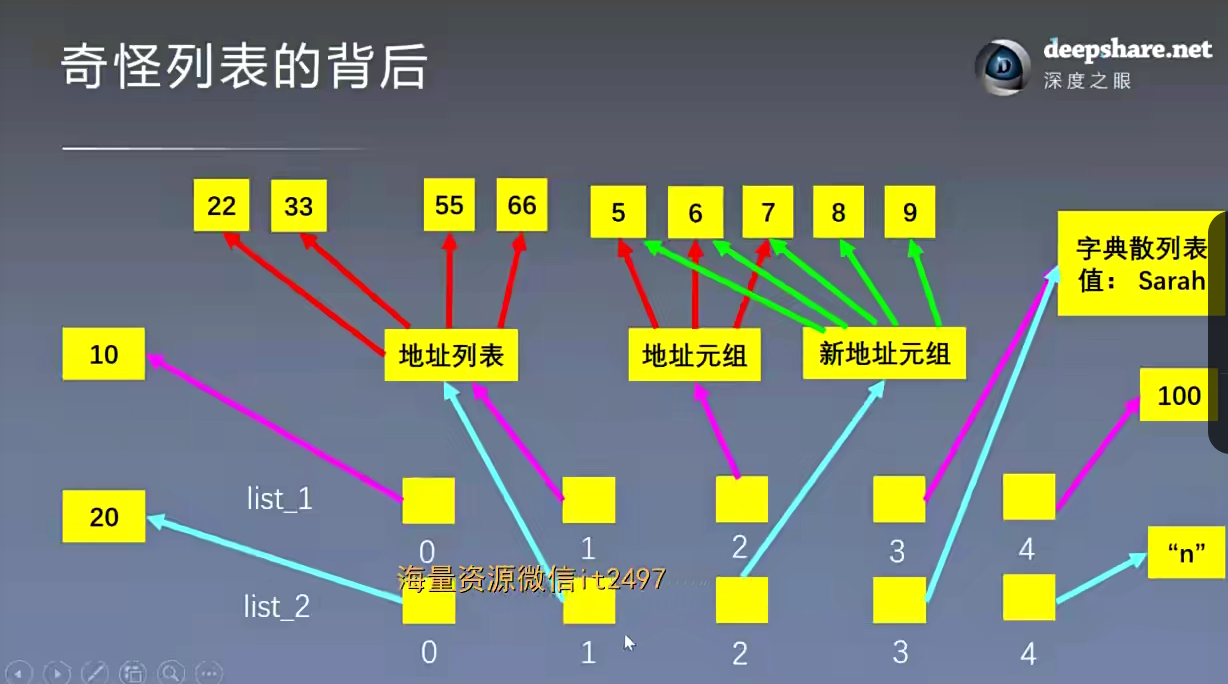 奇怪列表的背后
deepshare.net
深度之眼
22
33
55
66
5
6
7
8
9
字典散列表
值： Sarah
10
地址列表
地址元组
新地址元组
100
20
list_1
0
1
2
3
4
“n”
海量资源微信it2497
list_2
0
1
2
3
4